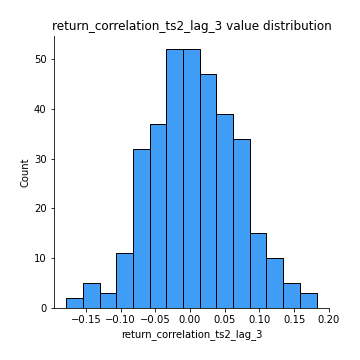 return_correlation_ts2_lag_3 value distribution
50
40
30
20
10
0
Count
−0.15 −0.10 −0.05 0.00 0.05 0.10 0.15 0.20
return_correlation_ts2_lag_3